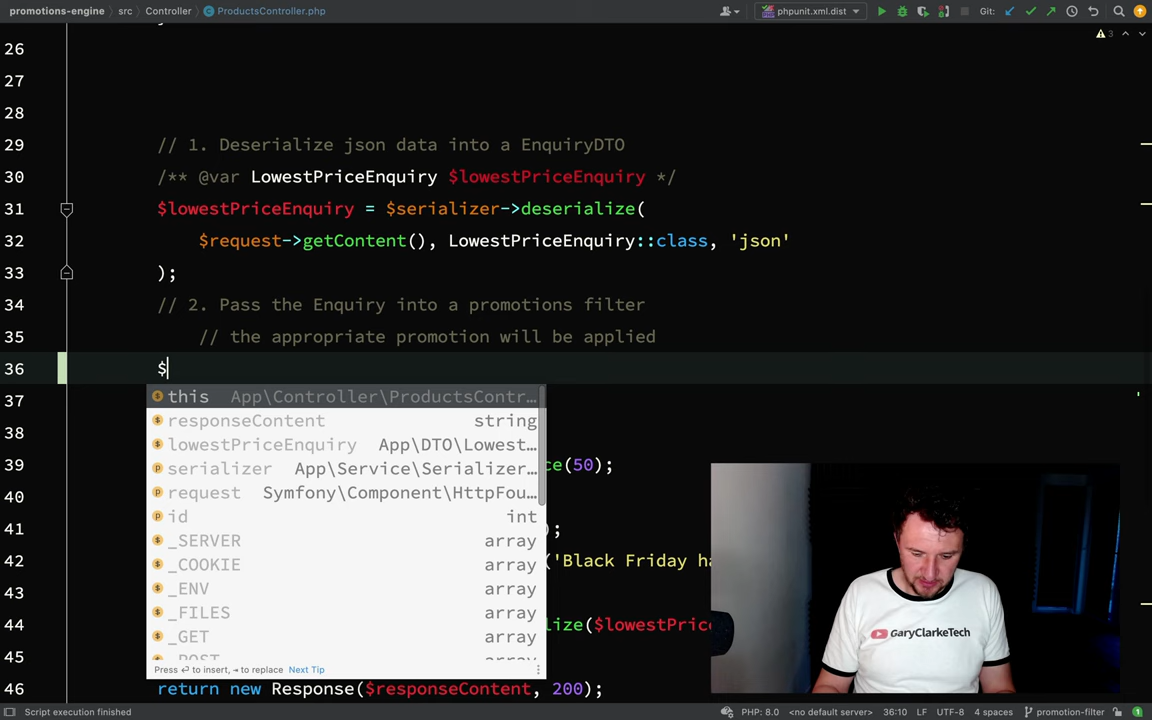 promotions-engine
src
Controller
ProductsController.php
phpunit.xml.dist
Git:
3
26
27
28
29 // 1. Deserialize json data into a EnquiryDTO
30 /** @var LowestPriceEnquiry $lowestPriceEnquiry */
31 $lowestPriceEnquiry = $serializer->deserialize(
32 $request->getContent(), LowestPriceEnquiry::class, 'json'
33 );
34 // 2. Pass the Enquiry into a promotions filter
35 // the appropriate promotion will be applied
36 $
37 this App\Controller\ProductsContr…
responseContent string
38 lowestPriceEnquiry App\DTO\Lowest…
39 serializer App\Service\Serializer… ce(50);
40 request Symfony\Component\HttpFou…
id int
41 _SERVER array );
42 _COOKIE array ('Black Friday ha
43 _ENV array
_FILES array
44 _GET array lize($lowestPric
45 _POST array
Press ⏎ to insert, ⇥ to replace Next Tip
46 return new Response($responseContent, 200);
GaryClarkeTech
Script execution finished
PHP: 8.0
<no default server>
36:10
LF
UTF-8
4 spaces
promotion-filter
1